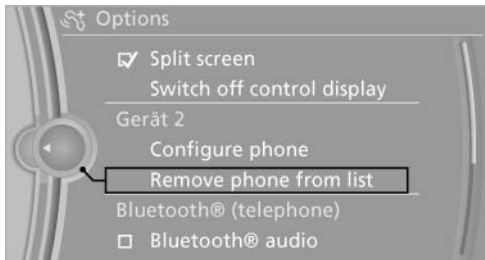 Options
Split screen
Switch off control display
Gerät 2
Configure phone
Remove phone from list
Bluetooth® (telephone)
Bluetooth® audio